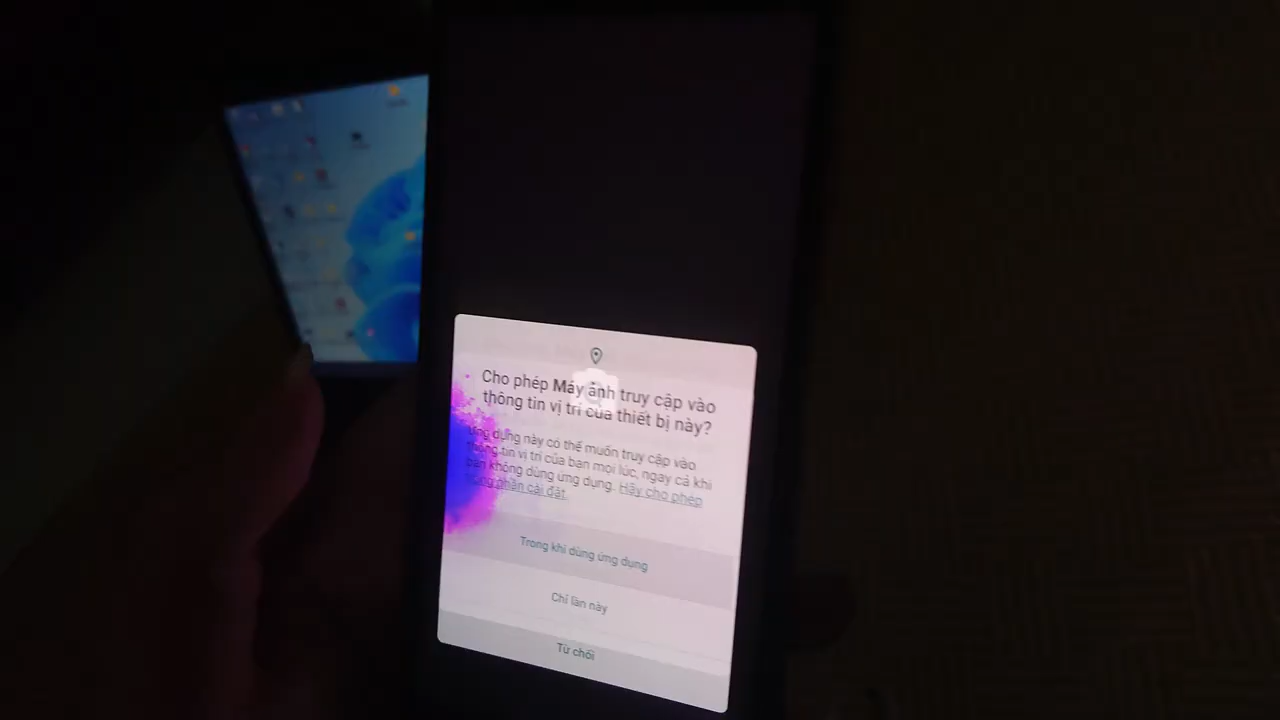 Cho phép Máy ảnh truy cập vào
thông tin vị trí của thiết bị này?
Ứng dụng này có thể muốn truy cập vào
thông tin vị trí của bạn mọi lúc, ngay cả khi
bạn không dùng ứng dụng. Hãy cho phép
trong phần cài đặt.
Trong khi dùng ứng dụng
Chỉ lần này
Từ chối